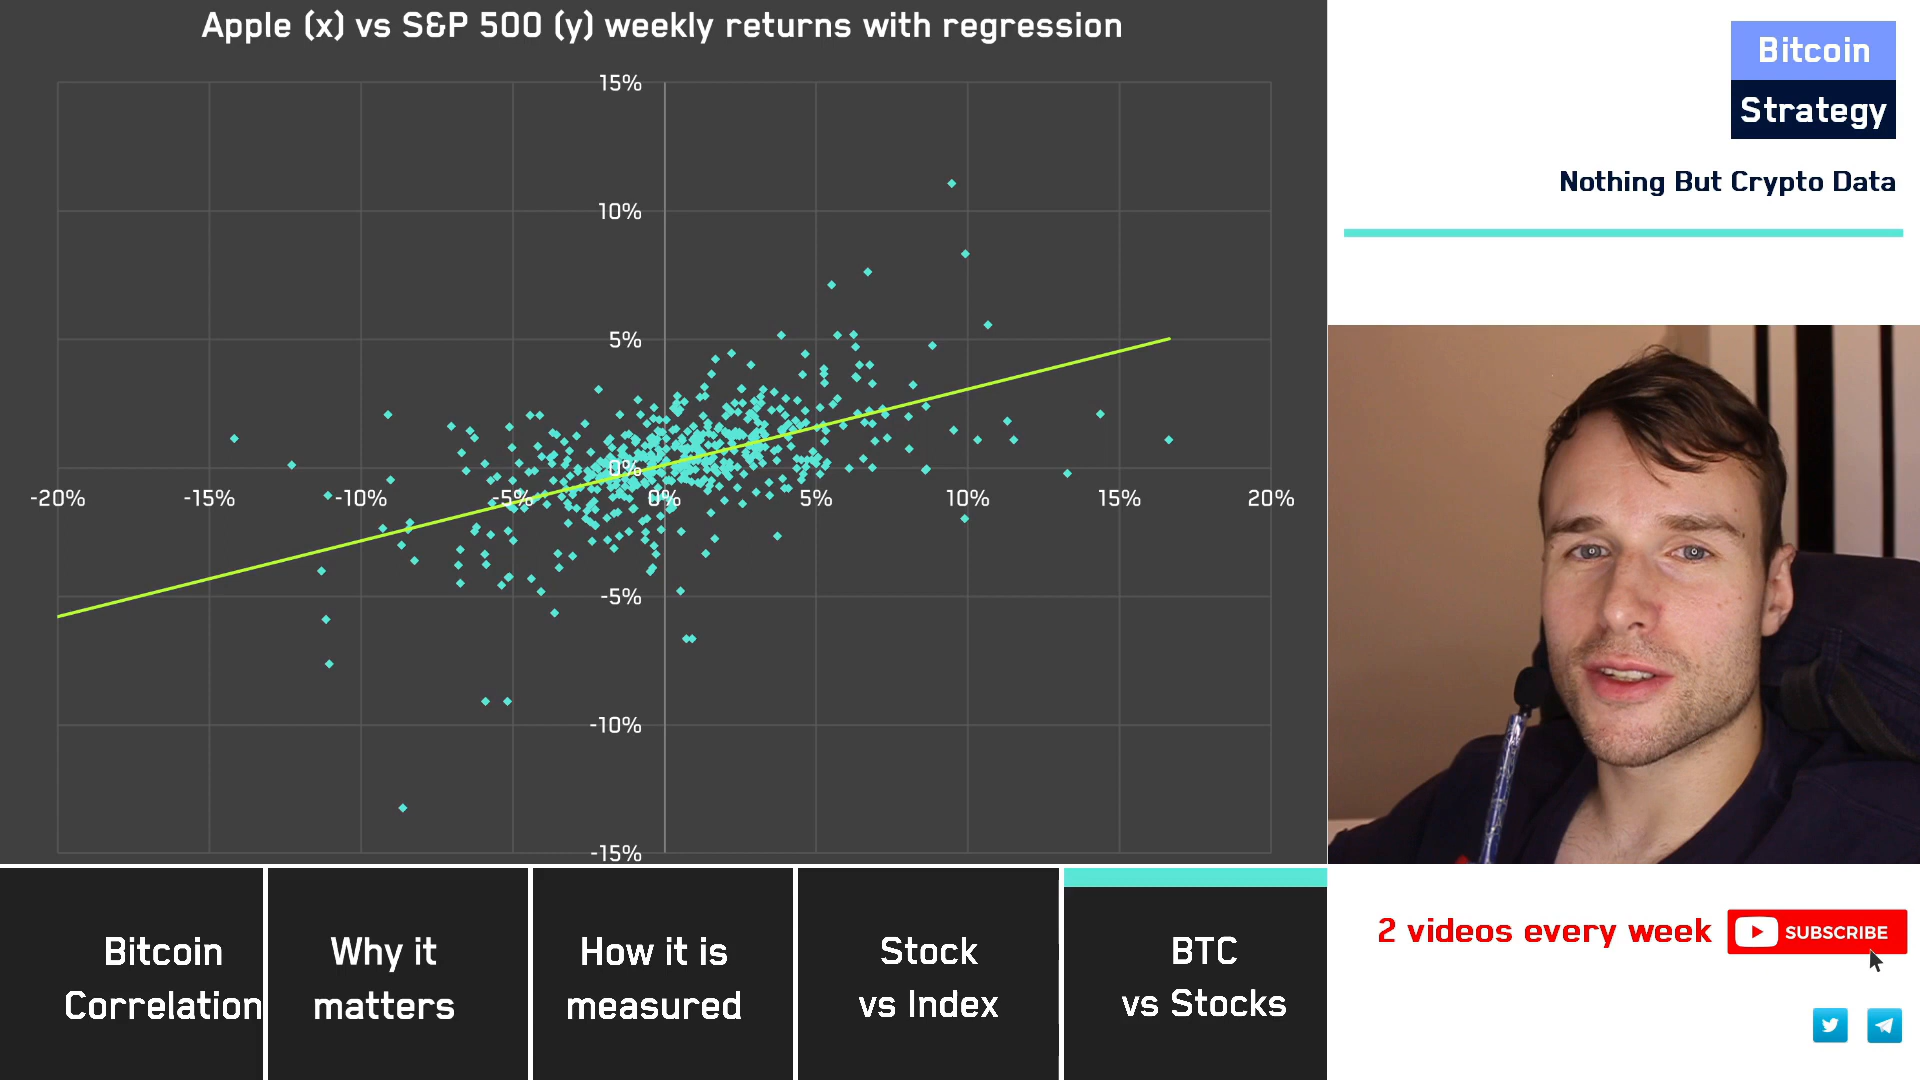 Apple (x) vs S&P 500 (y) weekly returns with regression
15%
10%
5%
0%
-20% -15% -10% -5% 0% 5% 10% 15% 20%
-5%
-10%
-15%
Bitcoin
Strategy
Nothing But Crypto Data
Bitcoin
Correlation
Why it
matters
How it is
measured
Stock
vs Index
BTC
vs Stocks
2 videos every week
SUBSCRIBE